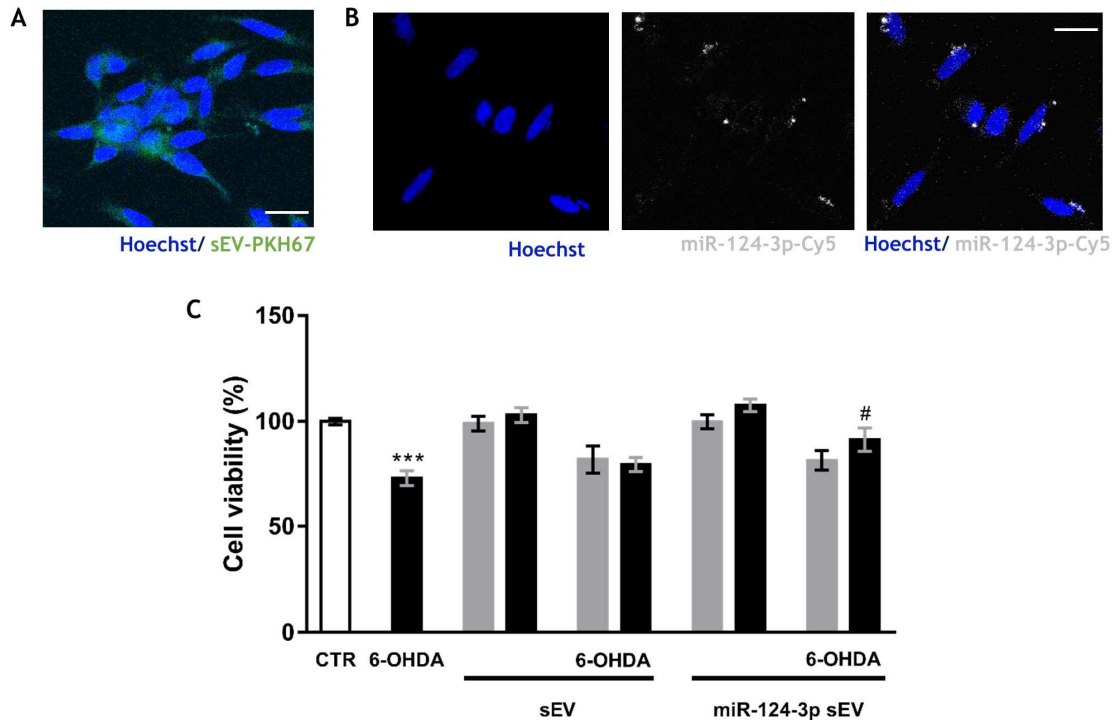 A
B
Hoechst/ sEV-PKH67
Hoechst
miR-124-3p-Cy5
Hoechst/ miR-124-3p-Cy5
C
150
100
50
0
Cell viability (%)
***
#
CTR
6-OHDA
6-OHDA
6-OHDA
sEV
miR-124-3p sEV